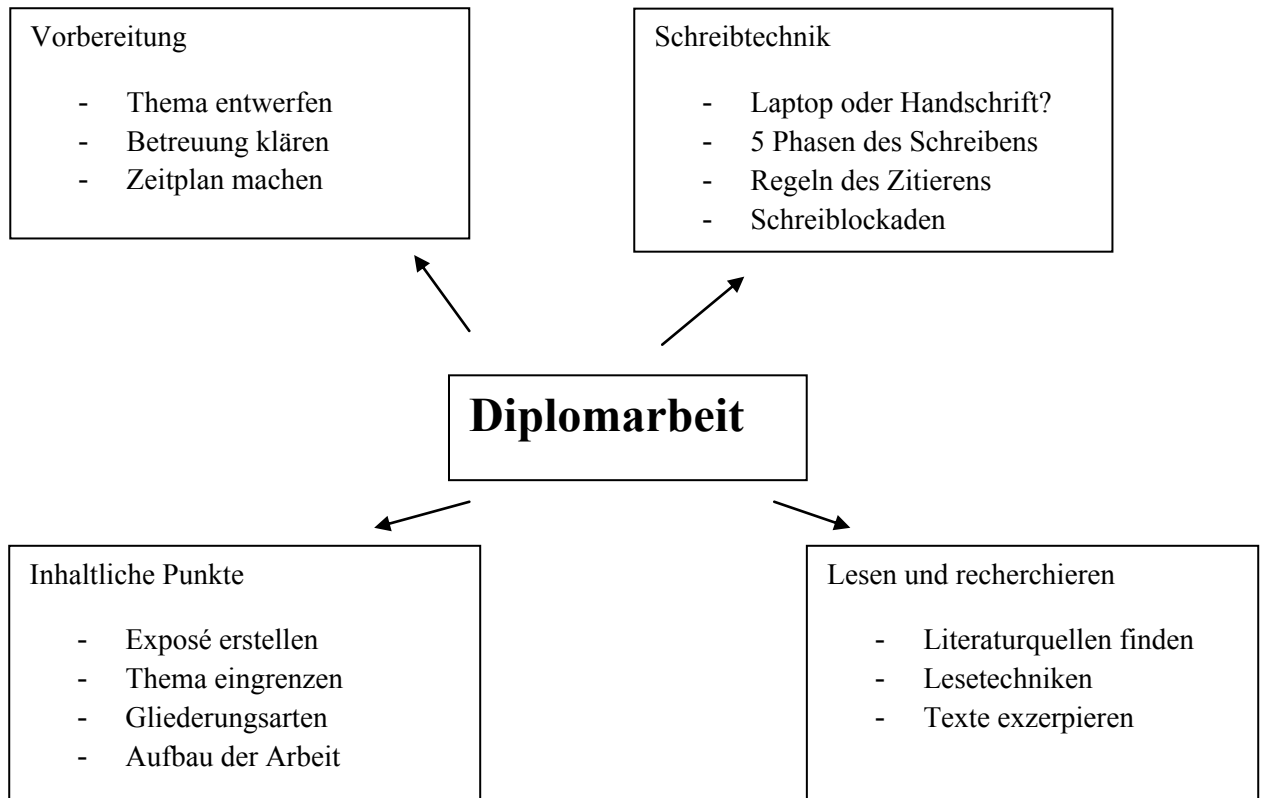 Vorbereitung
- Thema entwerfen
- Betreuung klären
- Zeitplan machen
Schreibtechnik
- Laptop oder Handschrift?
- 5 Phasen des Schreibens
- Regeln des Zitierens
- Schreiblockaden
Diplomarbeit
Inhaltliche Punkte
- Exposé erstellen
- Thema eingrenzen
- Gliederungsarten
- Aufbau der Arbeit
Lesen und recherchieren
- Literaturquellen finden
- Lesetechniken
- Texte exzerpieren